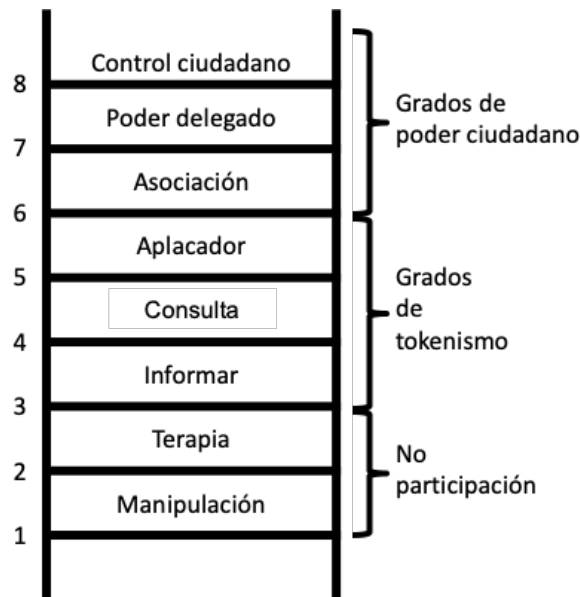 Control ciudadano
8
Poder delegado
7
Asociación
6
Aplacador
5
Consulta
4
Informar
3
Terapia
2
Manipulación
1
Grados de
poder ciudadano
Grados
de
tokenismo
No
participación